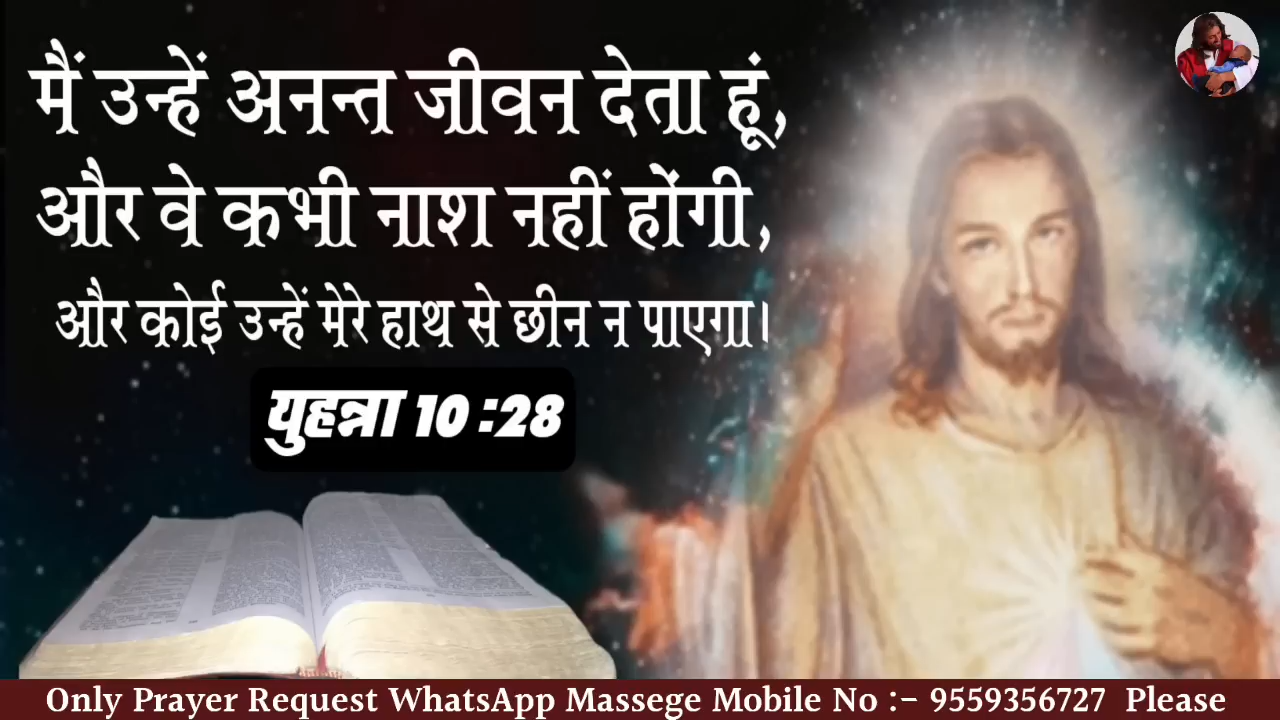 मैं उन्हें अनन्त जीवन देता हूं,
और वे कभी नाश नहीं होंगी,
और कोई उन्हें मेरे हाथ से छीन न पाएगा।
युहन्ना 10 :28
Only Prayer Request WhatsApp Massege Mobile No :- 9559356727 Please